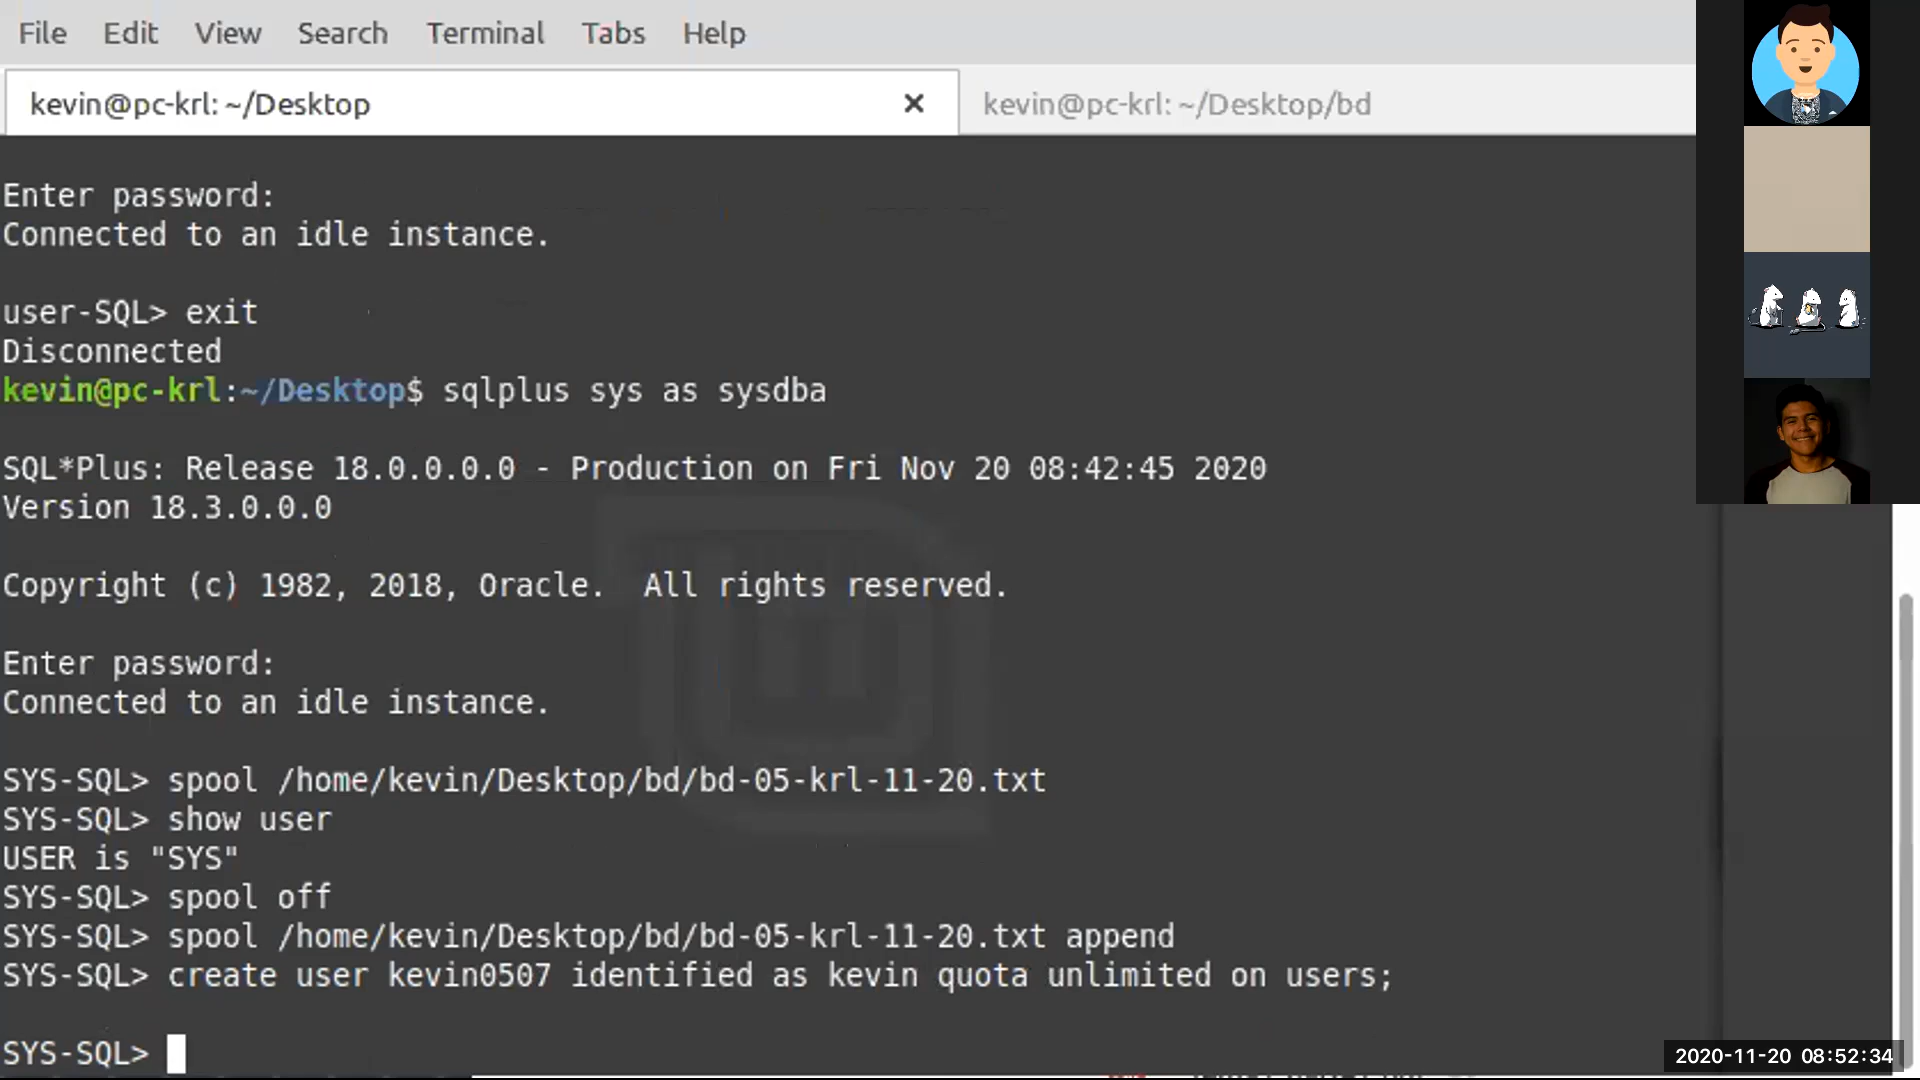 File Edit View Search Terminal Tabs Help
kevin@pc-krl: ~/Desktop × kevin@pc-krl: ~/Desktop/bd
Enter password:
Connected to an idle instance.
user-SQL> exit
Disconnected
kevin@pc-krl:~/Desktop$ sqlplus sys as sysdba
SQL*Plus: Release 18.0.0.0.0 - Production on Fri Nov 20 08:42:45 2020
Version 18.3.0.0.0
Copyright (c) 1982, 2018, Oracle.  All rights reserved.
Enter password:
Connected to an idle instance.
SYS-SQL> spool /home/kevin/Desktop/bd/bd-05-krl-11-20.txt
SYS-SQL> show user
USER is "SYS"
SYS-SQL> spool off
SYS-SQL> spool /home/kevin/Desktop/bd/bd-05-krl-11-20.txt append
SYS-SQL> create user kevin0507 identified as kevin quota unlimited on users;
SYS-SQL>
2020-11-20 08:52:34